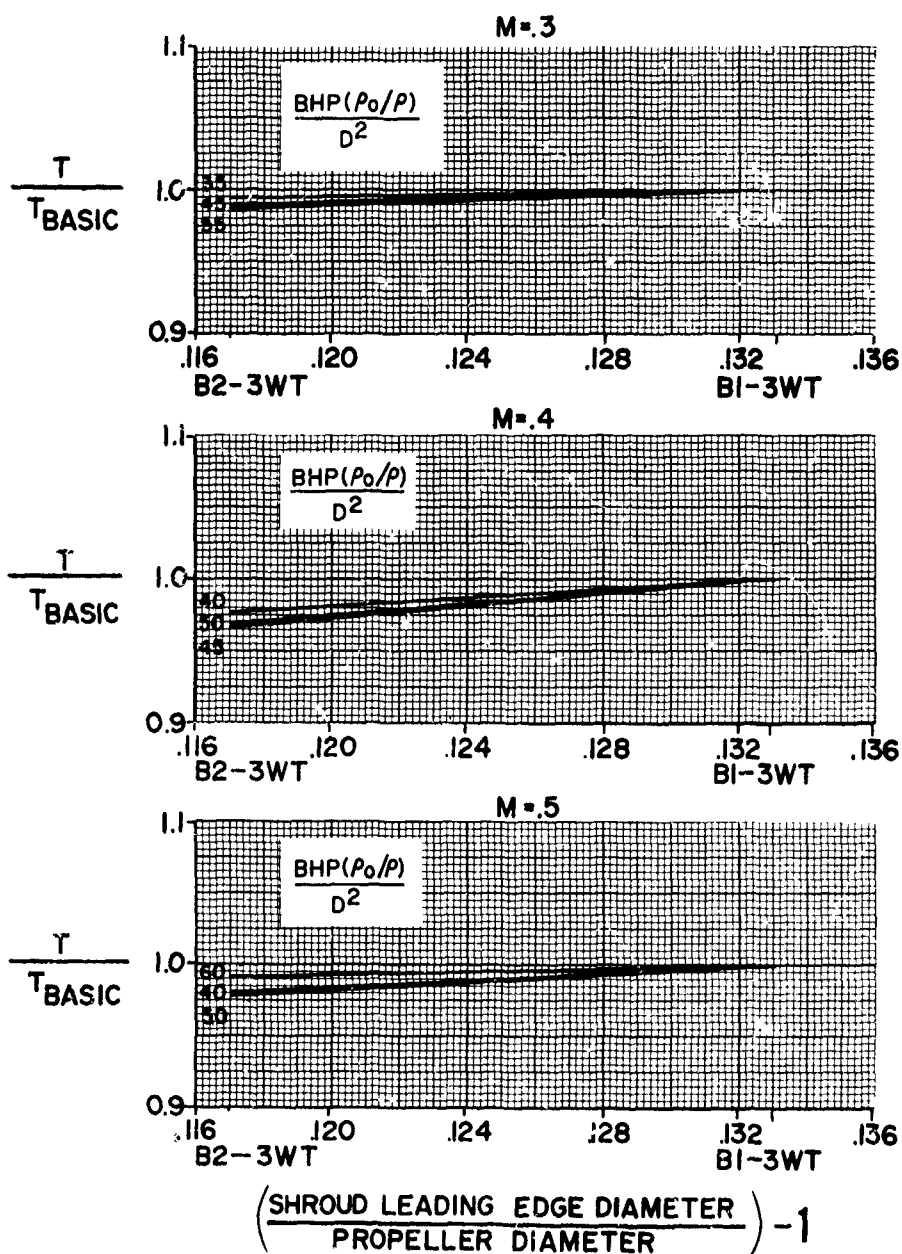 M=.3
1.1
BHP(ρo/ρ)
D²
T
TBASIC
1.0
35
45
55
0.9
.116 .120 .124 .128 .132 .136
B2-3WT B1-3WT
M=.4
1.1
BHP(ρo/ρ)
D²
T
TBASIC
1.0
40
50
45
0.9
.116 .120 .124 .128 .132 .136
B2-3WT B1-3WT
M=.5
1.1
BHP(ρo/ρ)
D²
T
TBASIC
1.0
60
40
50
0.9
.116 .120 .124 .128 .132 .136
B2-3WT B1-3WT
(SHROUD LEADING EDGE DIAMETER
PROPELLER DIAMETER) -1